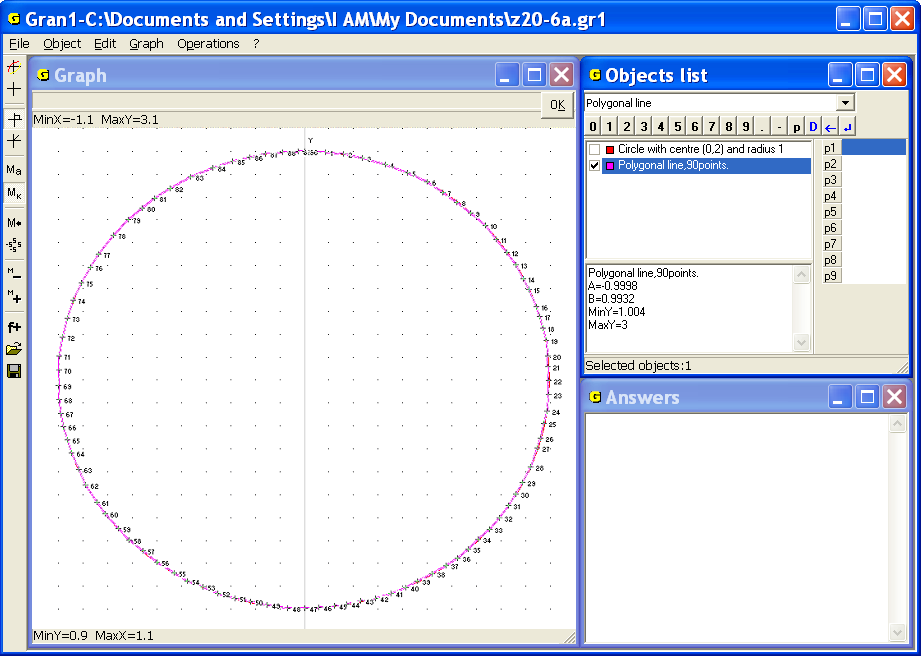 Gran1-C:\Documents and Settings\I AM\My Documents\z20-6a.gr1
File Object Edit Graph Operations ?
Graph
OK
MinX=-1.1 MaxY=3.1
Y
MinY=0.9 MaxX=1.1
Ma
Mк
M
M
M
f+
Objects list
Polygonal line
0 1 2 3 4 5 6 7 8 9 . - p D
Circle with centre (0,2) and radius 1
Polygonal line,90points.
p1
p2
p3
p4
p5
p6
p7
p8
p9
Polygonal line,90points.
A=-0.9998
B=0.9932
MinY=1.004
MaxY=3
Selected objects:1
Answers
5
6
7
8
9
10
11
12
13
14
15
16
17
18
19
20
21
22
23
24
25
26
27
28
29
30
31
32
33
34
35
36
37
38
39
40
41
42
43
44
45
46
47
48
49
50
51
52
53
54
55
56
57
58
59
60
61
62
63
64
65
66
67
68
69
70
71
72
73
74
75
76
77
78
79
80
81
82
83
84
85
86
87